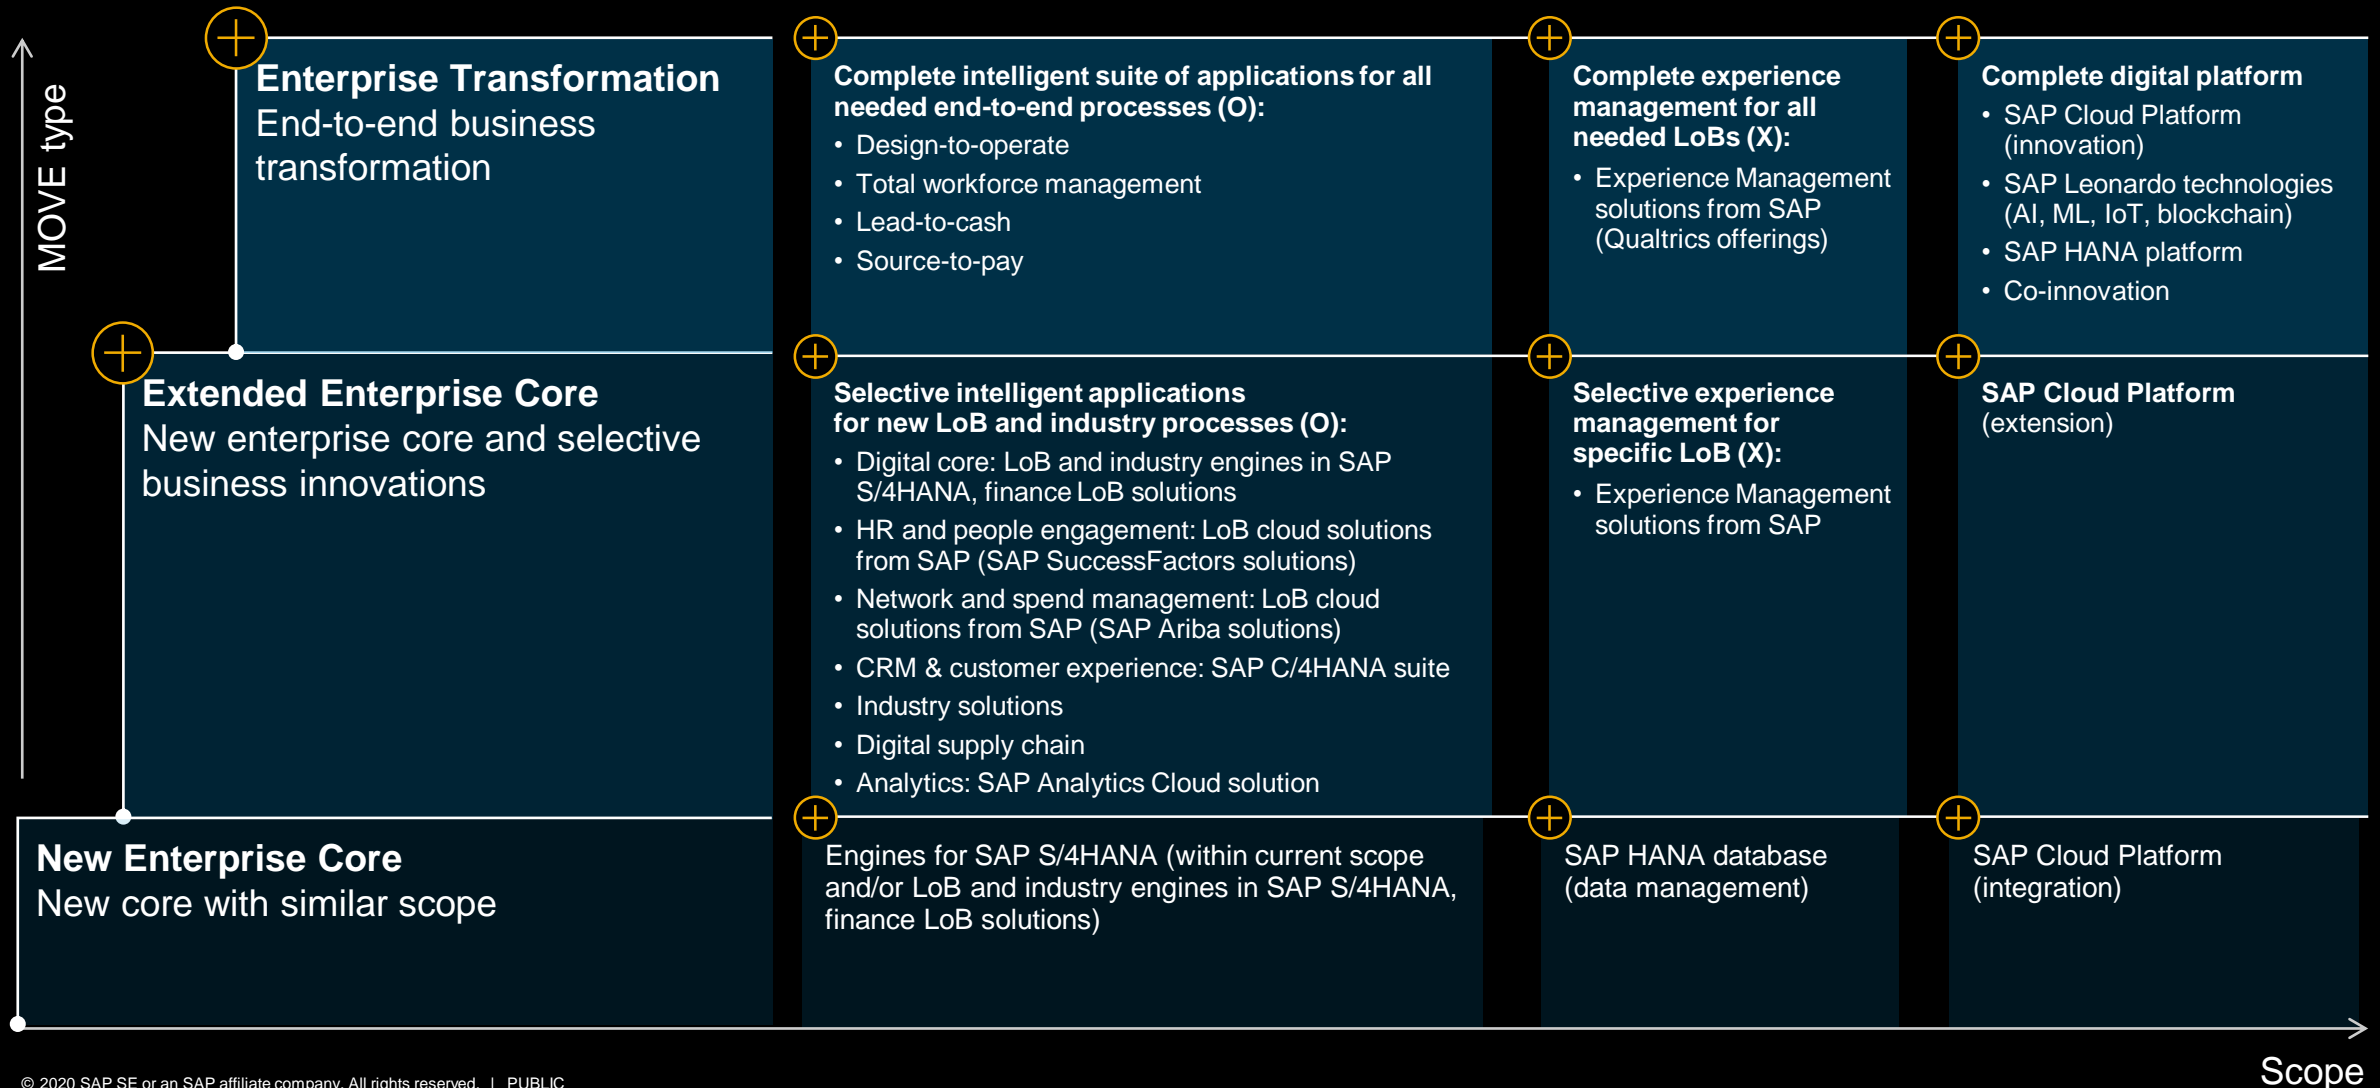 MOVE type
Enterprise Transformation
End-to-end business
transformation
Complete intelligent suite of applications for all
needed end-to-end processes (O):
• Design-to-operate
• Total workforce management
• Lead-to-cash
• Source-to-pay
Complete experience
management for all
needed LoBs (X):
• Experience Management
solutions from SAP
(Qualtrics offerings)
Complete digital platform
• SAP Cloud Platform
(innovation)
• SAP Leonardo technologies
(AI, ML, IoT, blockchain)
• SAP HANA platform
• Co-innovation
Extended Enterprise Core
New enterprise core and selective
business innovations
Selective intelligent applications
for new LoB and industry processes (O):
• Digital core: LoB and industry engines in SAP
S/4HANA, finance LoB solutions
• HR and people engagement: LoB cloud solutions
from SAP (SAP SuccessFactors solutions)
• Network and spend management: LoB cloud
solutions from SAP (SAP Ariba solutions)
• CRM & customer experience: SAP C/4HANA suite
• Industry solutions
• Digital supply chain
• Analytics: SAP Analytics Cloud solution
Selective experience
management for
specific LoB (X):
• Experience Management
solutions from SAP
SAP Cloud Platform
(extension)
New Enterprise Core
New core with similar scope
Engines for SAP S/4HANA (within current scope
and/or LoB and industry engines in SAP S/4HANA,
finance LoB solutions)
SAP HANA database
(data management)
SAP Cloud Platform
(integration)
Scope
© 2020 SAP SE or an SAP affiliate company. All rights reserved. | PUBLIC